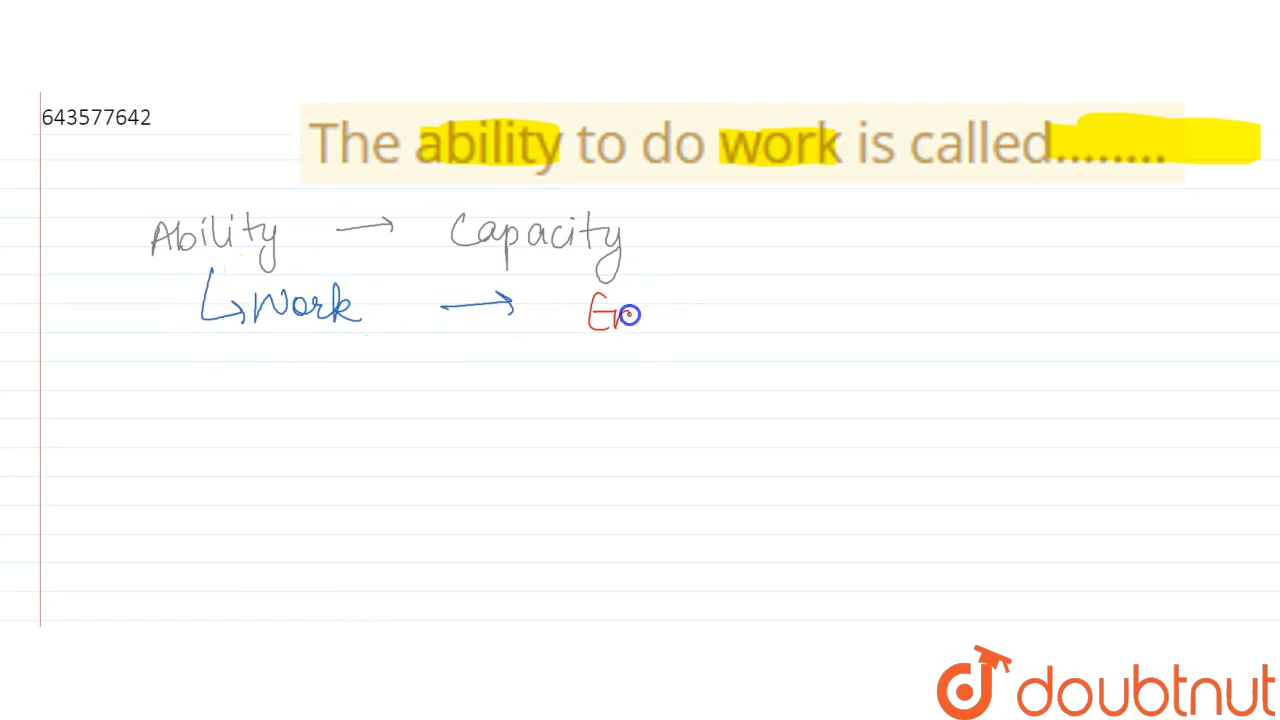 643577642
The ability to do work is called........
Ability → Capacity
↳ Work → En
doubtnut